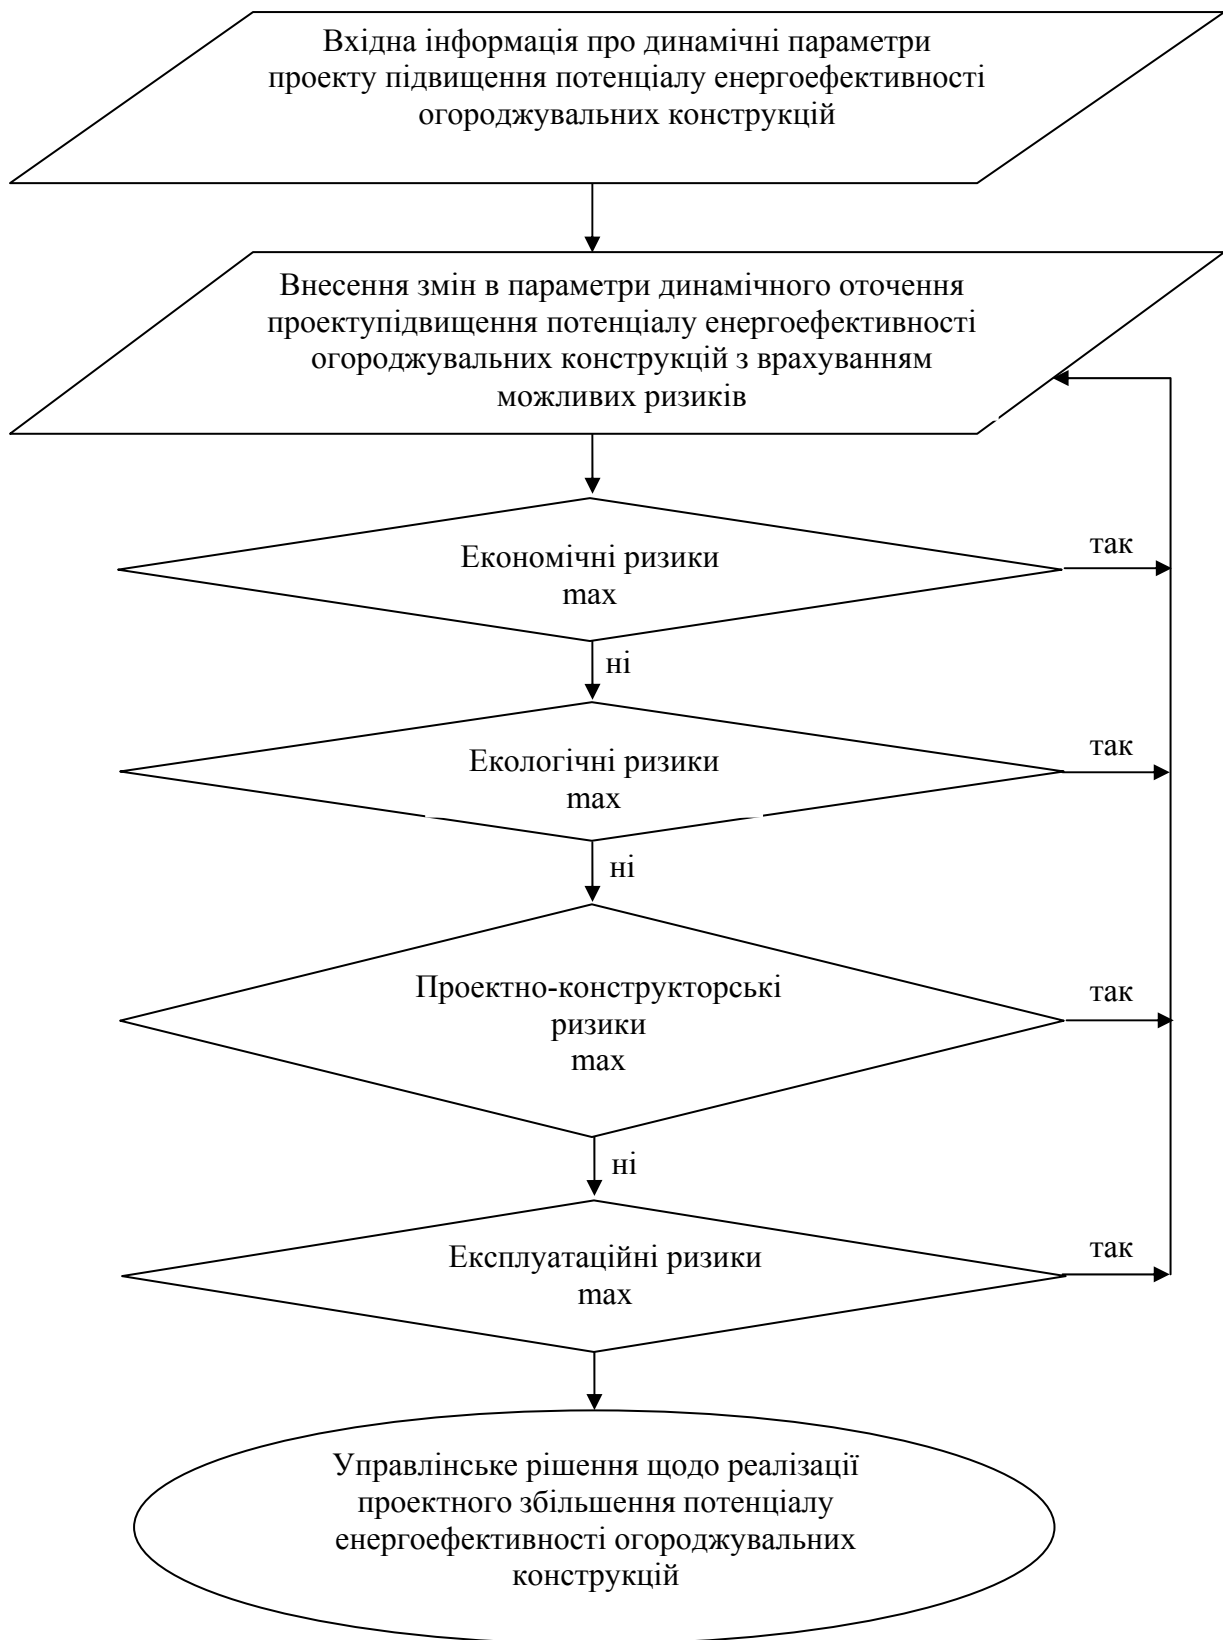 Вхідна інформація про динамічні параметри
проекту підвищення потенціалу енергоефективності
огороджувальних конструкцій
Внесення змін в параметри динамічного оточення
проектупідвищення потенціалу енергоефективності
огороджувальних конструкцій з врахуванням
можливих ризиків
Економічні ризики
max
так
ні
Екологічні ризики
max
так
ні
Проектно-конструкторські
ризики
max
так
ні
Експлуатаційні ризики
max
так
Управлінське рішення щодо реалізації
проектного збільшення потенціалу
енергоефективності огороджувальних
конструкцій